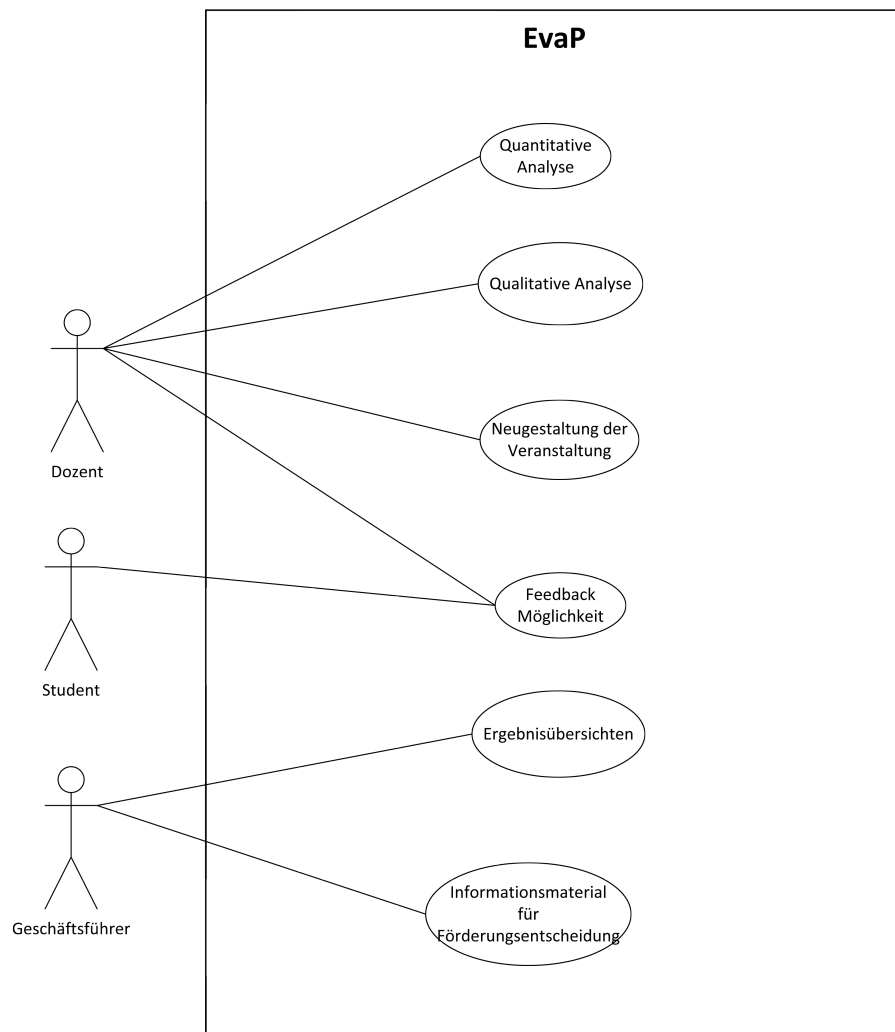 EvaP
Quantitative
Analyse
Qualitative Analyse
Neugestaltung der
Veranstaltung
Dozent
Feedback
Möglichkeit
Student
Ergebnisübersichten
Informationsmaterial
für
Förderungsentscheidung
Geschäftsführer